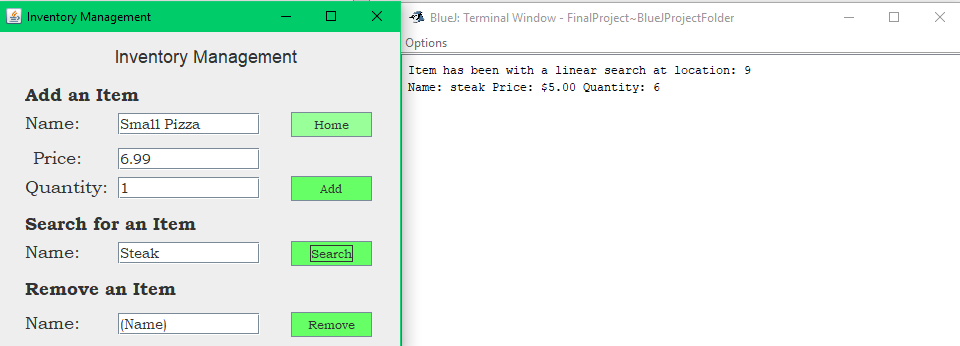 Inventory Management
Inventory Management
Add an Item
Name: Small Pizza Home
Price: 6.99
Quantity: 1 Add
Search for an Item
Name: Steak Search
Remove an Item
Name: (Name) Remove
BlueJ: Terminal Window - FinalProject~BlueJProjectFolder
Options
Item has been with a linear search at location: 9
Name: steak Price: $5.00 Quantity: 6